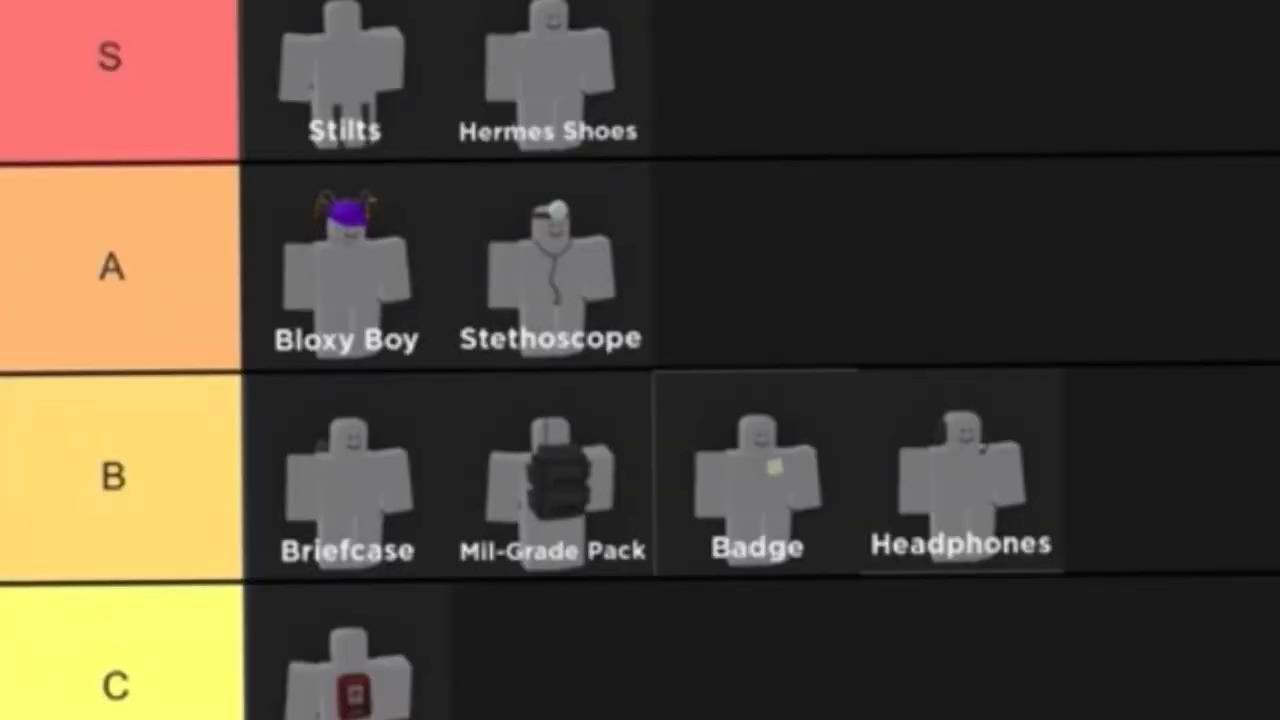 S
Stilts
Hermes Shoes
A
Bloxy Boy
Stethoscope
B
Briefcase
Mil-Grade Pack
Badge
Headphones
C